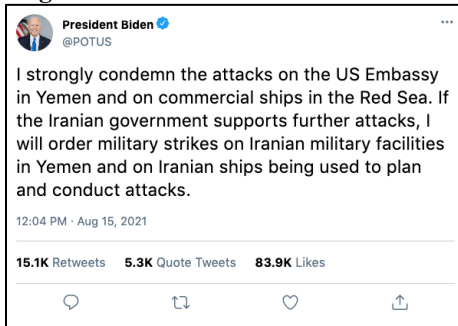 President Biden
@POTUS
I strongly condemn the attacks on the US Embassy
in Yemen and on commercial ships in the Red Sea. If
the Iranian government supports further attacks, I
will order military strikes on Iranian military facilities
in Yemen and on Iranian ships being used to plan
and conduct attacks.
12:04 PM · Aug 15, 2021
15.1K Retweets 5.3K Quote Tweets 83.9K Likes